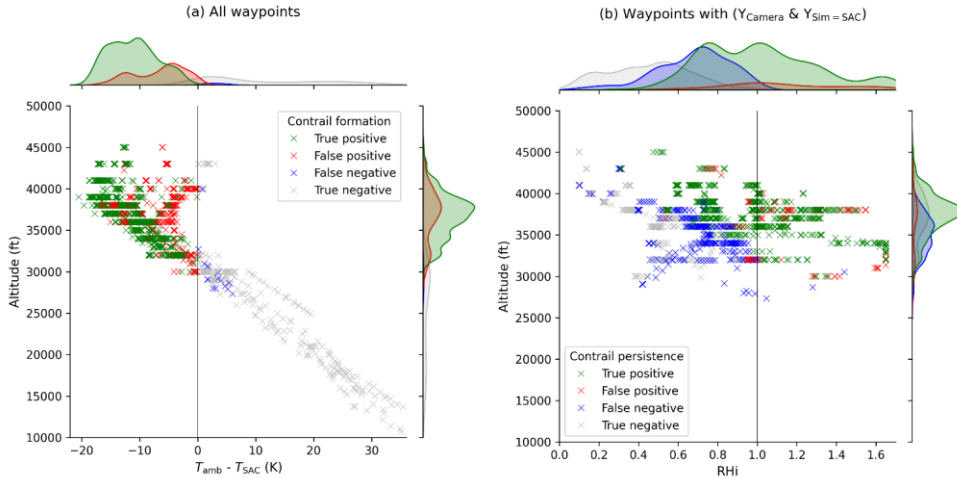 (a) All waypoints
(b) Waypoints with (Y_Camera & Y_Sim=SAC)
50000
45000
40000
35000
30000
25000
20000
15000
10000
Altitude (ft)
Contrail formation
True positive
False positive
False negative
True negative
−20
−10
0
10
20
30
T_amb - T_SAC (K)
50000
45000
40000
35000
30000
25000
20000
15000
10000
Altitude (ft)
Contrail persistence
True positive
False positive
False negative
True negative
0.0
0.2
0.4
0.6
0.8
1.0
1.2
1.4
1.6
RHi